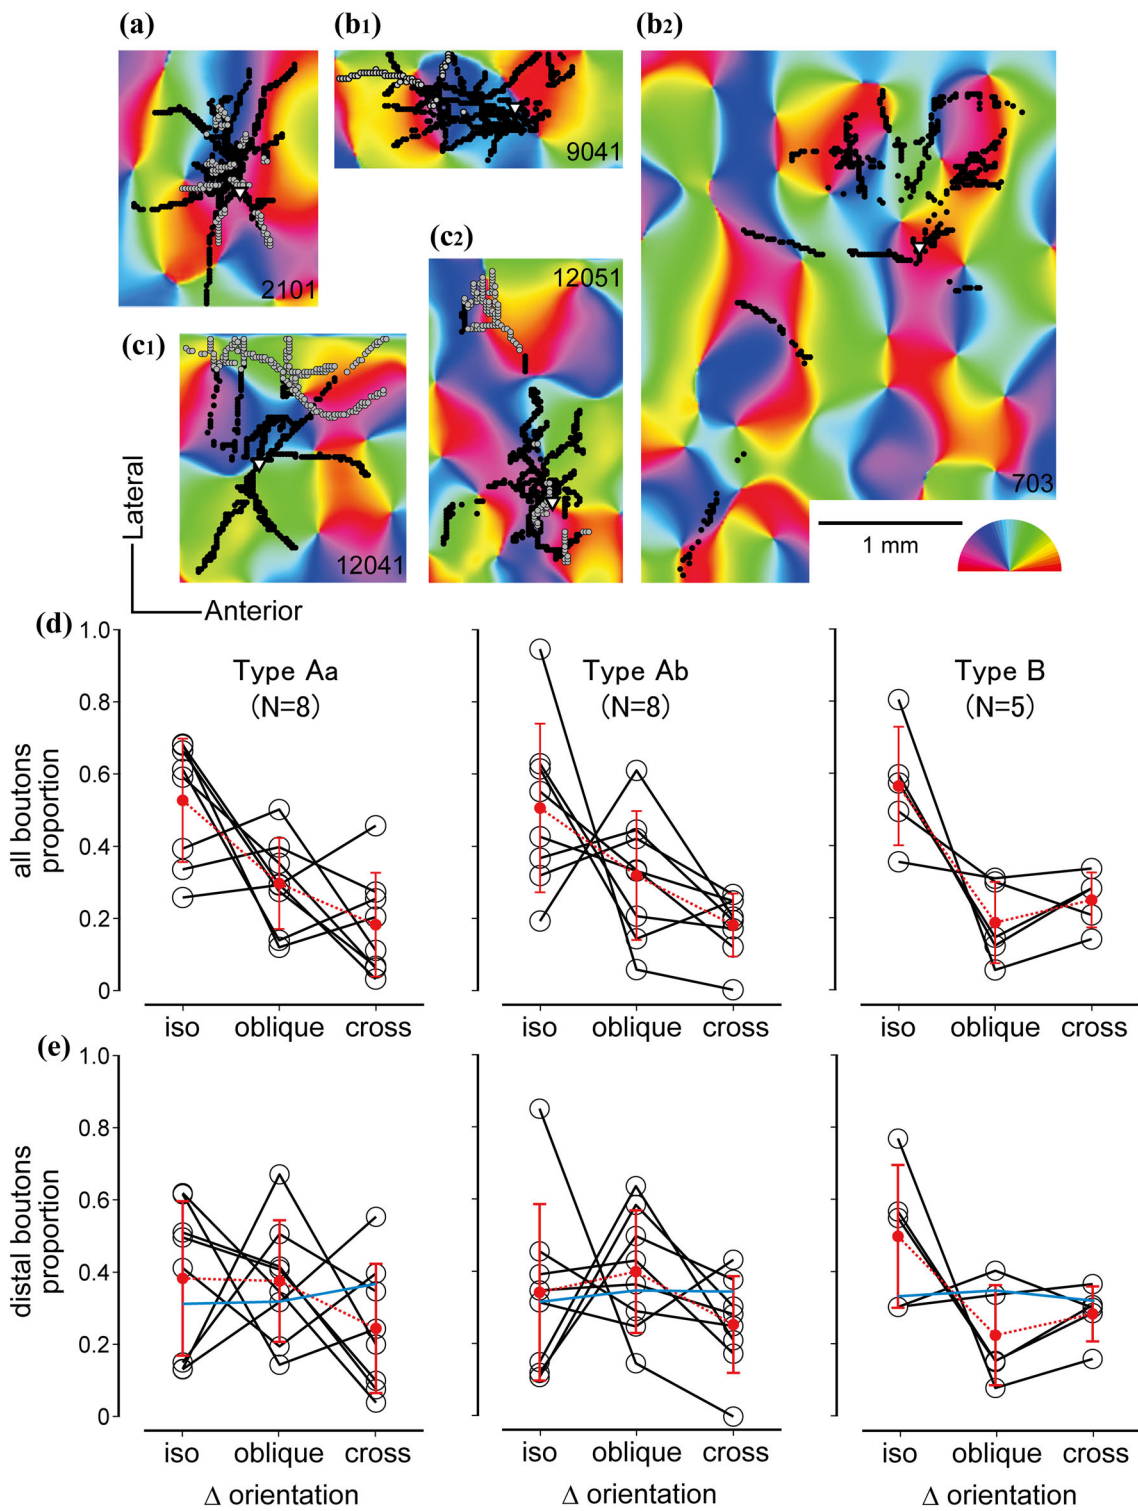 (a)
(b1)
(b2)
2101
9041
(c2)
12051
(c1)
12041
703
1 mm
Lateral
Anterior
(d)
all boutons
proportion
1.0
0.8
0.6
0.4
0.2
0
Type Aa
(N=8)
iso oblique cross
Type Ab
(N=8)
iso oblique cross
Type B
(N=5)
iso oblique cross
(e)
distal boutons
proportion
1.0
0.8
0.6
0.4
0.2
0
iso oblique cross
Δ orientation
iso oblique cross
Δ orientation
iso oblique cross
Δ orientation